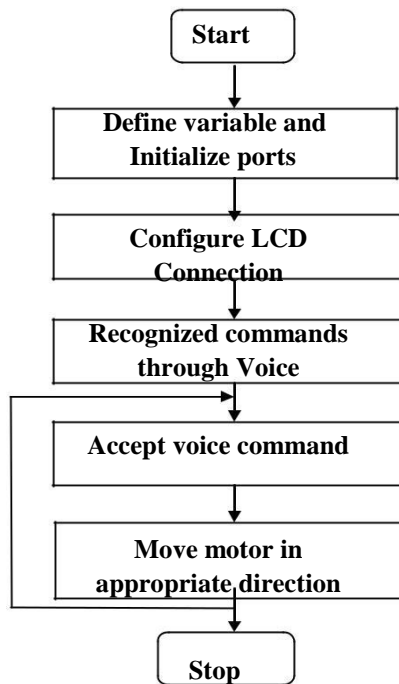 Start
Define variable and
Initialize ports
Configure LCD
Connection
Recognized commands
through Voice
Accept voice command
Move motor in
appropriate direction
Stop